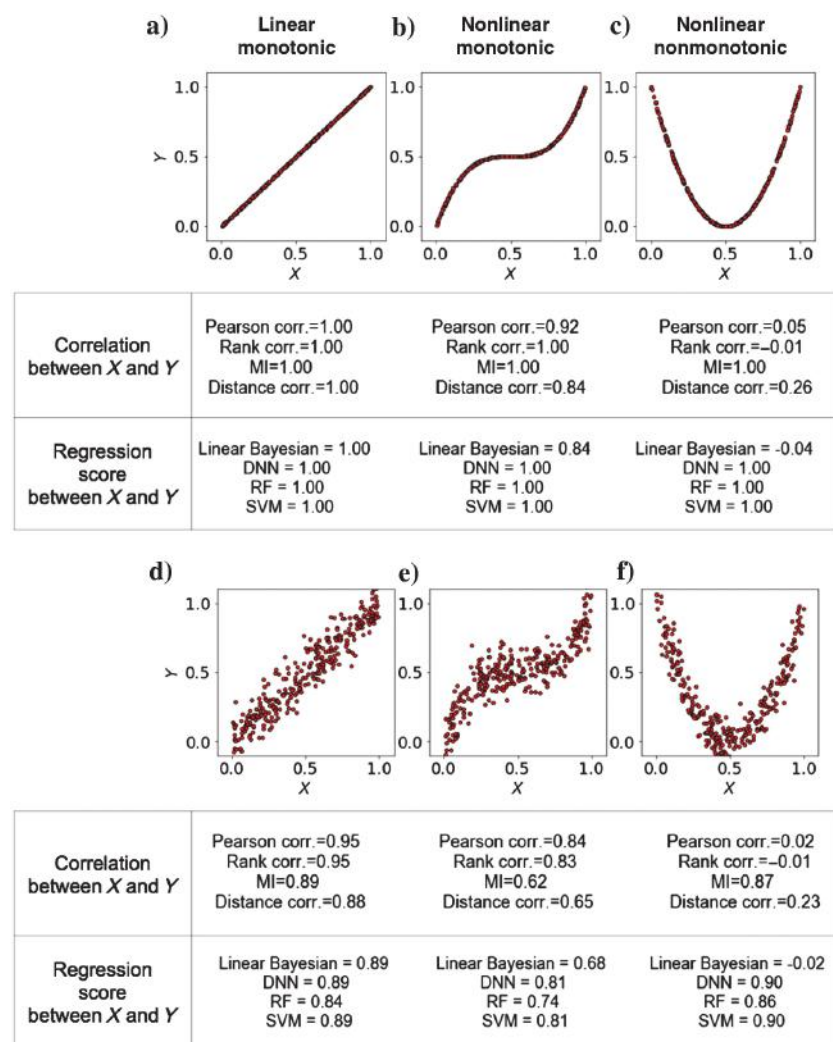 a) Linear monotonic
b) Nonlinear monotonic
c) Nonlinear nonmonotonic
1.0
0.5
0.0
Y
0.0 0.5 1.0
X
1.0
0.5
0.0
0.0 0.5 1.0
X
1.0
0.5
0.0
0.0 0.5 1.0
X
Correlation
between X and Y
Pearson corr.=1.00
Rank corr.=1.00
MI=1.00
Distance corr.=1.00
Pearson corr.=0.92
Rank corr.=1.00
MI=1.00
Distance corr.=0.84
Pearson corr.=0.05
Rank corr.=–0.01
MI=1.00
Distance corr.=0.26
Regression
score
between X and Y
Linear Bayesian = 1.00
DNN = 1.00
RF = 1.00
SVM = 1.00
Linear Bayesian = 0.84
DNN = 1.00
RF = 1.00
SVM = 1.00
Linear Bayesian = -0.04
DNN = 1.00
RF = 1.00
SVM = 1.00
d)
e)
f)
1.0
0.5
0.0
Y
0.0 0.5 1.0
X
1.0
0.5
0.0
0.0 0.5 1.0
X
1.0
0.5
0.0
0.0 0.5 1.0
X
Correlation
between X and Y
Pearson corr.=0.95
Rank corr.=0.95
MI=0.89
Distance corr.=0.88
Pearson corr.=0.84
Rank corr.=0.83
MI=0.62
Distance corr.=0.65
Pearson corr.=0.02
Rank corr.=–0.01
MI=0.87
Distance corr.=0.23
Regression
score
between X and Y
Linear Bayesian = 0.89
DNN = 0.89
RF = 0.84
SVM = 0.89
Linear Bayesian = 0.68
DNN = 0.81
RF = 0.74
SVM = 0.81
Linear Bayesian = -0.02
DNN = 0.90
RF = 0.86
SVM = 0.90